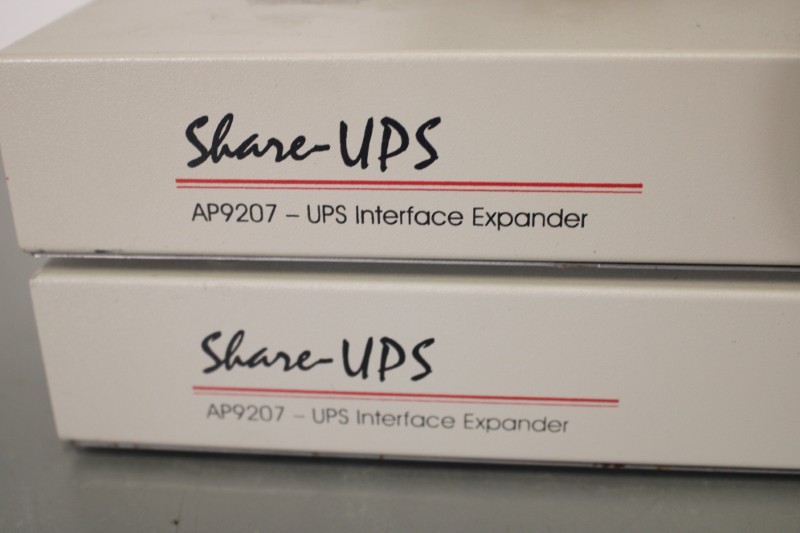 Share-UPS
AP9207 – UPS Interface Expander
Share-UPS
AP9207 – UPS Interface Expander